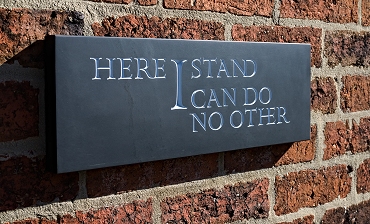 HERE I STAND
I CAN DO
NO OTHER